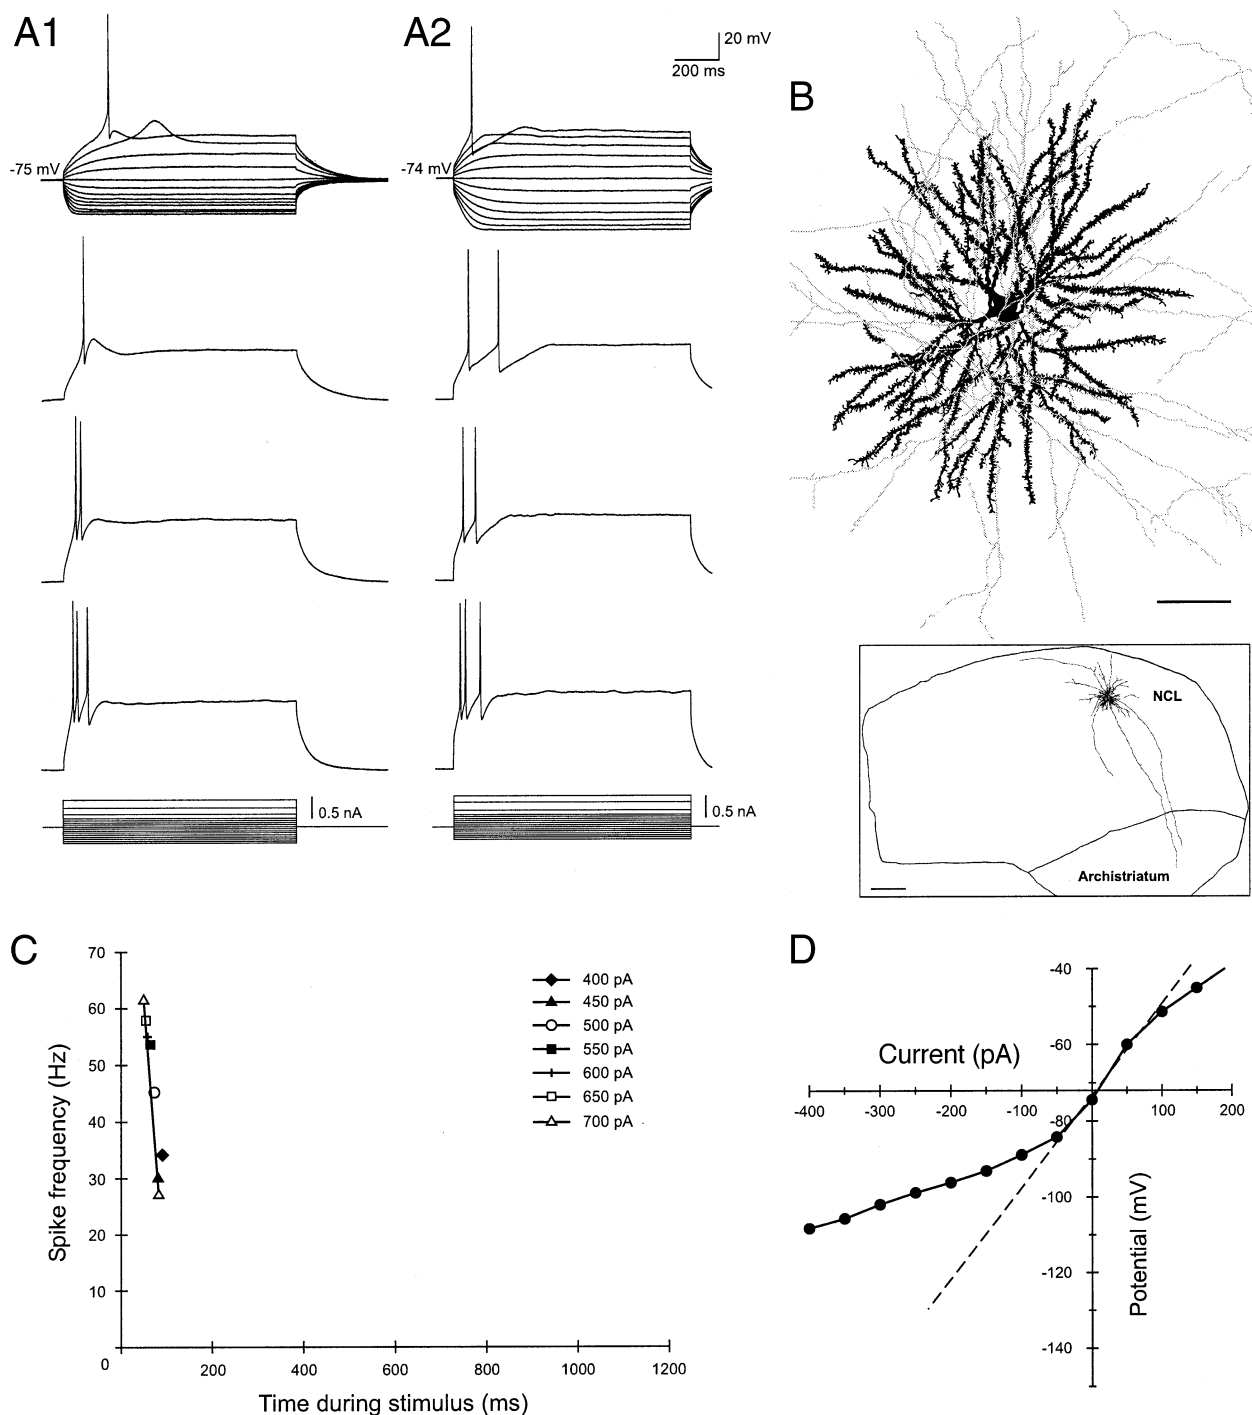 A1
A2
20 mV
200 ms
B
-75 mV
-74 mV
0.5 nA
0.5 nA
NCL
Archistriatum
C
70
60
50
40
30
20
10
0
200
400
600
800
1000
1200
Spike frequency (Hz)
Time during stimulus (ms)
400 pA
450 pA
500 pA
550 pA
600 pA
650 pA
700 pA
D
Current (pA)
-400
-300
-200
-100
100
200
-40
-60
-80
-100
-120
-140
Potential (mV)